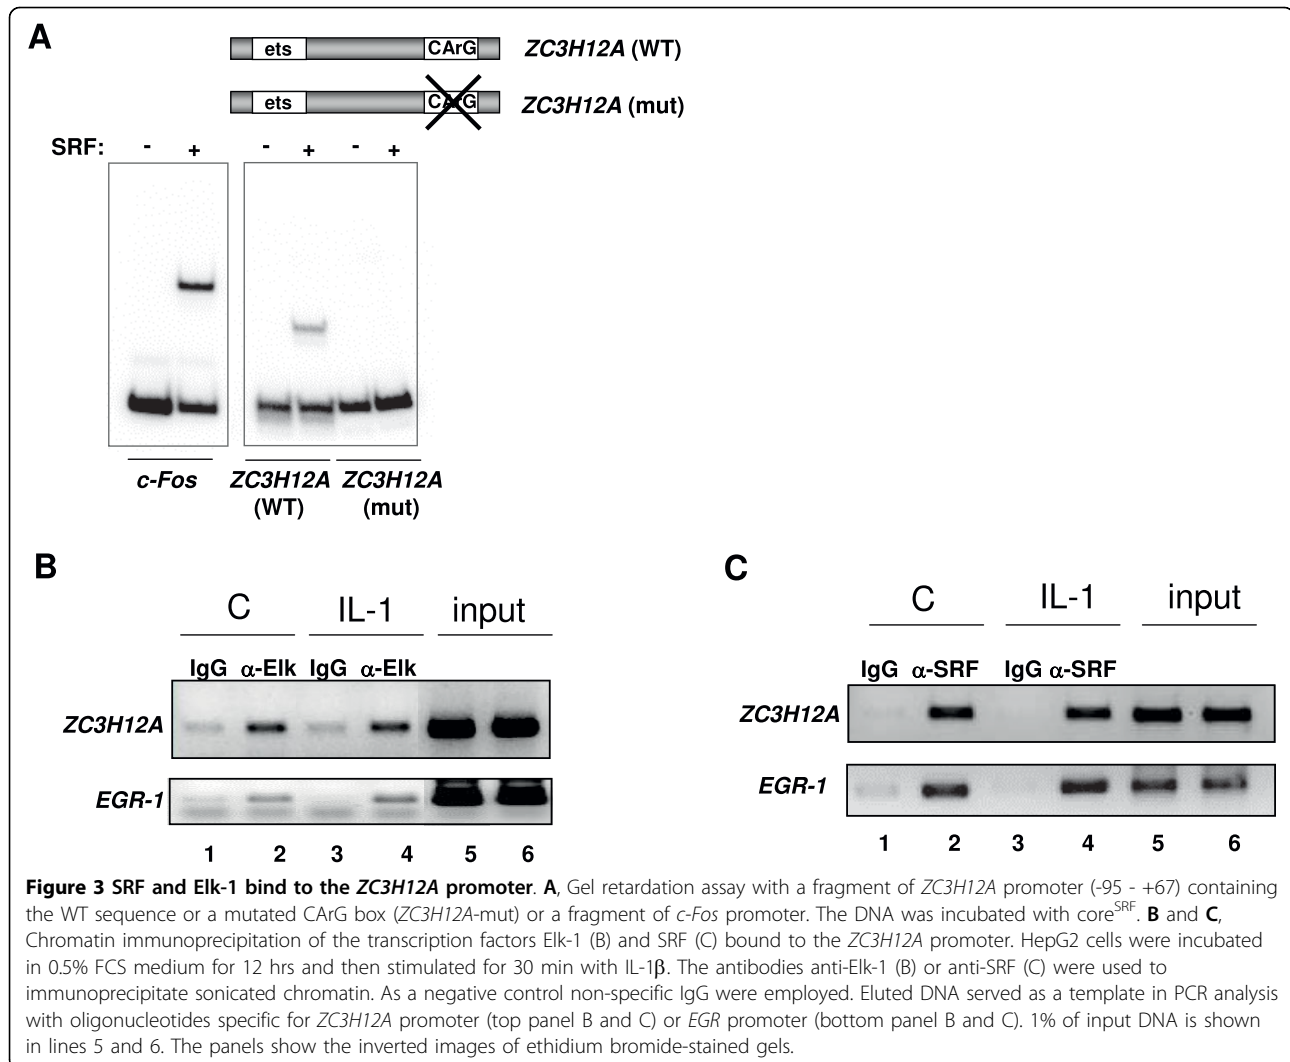 A
ets CArG ZC3H12A (WT)
ets CArG ZC3H12A (mut)
SRF: - + - + - +
c-Fos ZC3H12A ZC3H12A
(WT) (mut)
B
C IL-1 input
IgG α-Elk IgG α-Elk
ZC3H12A
EGR-1
1 2 3 4 5 6
C
C IL-1 input
IgG α-SRF IgG α-SRF
ZC3H12A
EGR-1
1 2 3 4 5 6
Figure 3 SRF and Elk-1 bind to the ZC3H12A promoter. A, Gel retardation assay with a fragment of ZC3H12A promoter (-95 - +67) containing
the WT sequence or a mutated CArG box (ZC3H12A-mut) or a fragment of c-Fos promoter. The DNA was incubated with coreSRF. B and C,
Chromatin immunoprecipitation of the transcription factors Elk-1 (B) and SRF (C) bound to the ZC3H12A promoter. HepG2 cells were incubated
in 0.5% FCS medium for 12 hrs and then stimulated for 30 min with IL-1β. The antibodies anti-Elk-1 (B) or anti-SRF (C) were used to
immunoprecipitate sonicated chromatin. As a negative control non-specific IgG were employed. Eluted DNA served as a template in PCR analysis
with oligonucleotides specific for ZC3H12A promoter (top panel B and C) or EGR promoter (bottom panel B and C). 1% of input DNA is shown
in lines 5 and 6. The panels show the inverted images of ethidium bromide-stained gels.